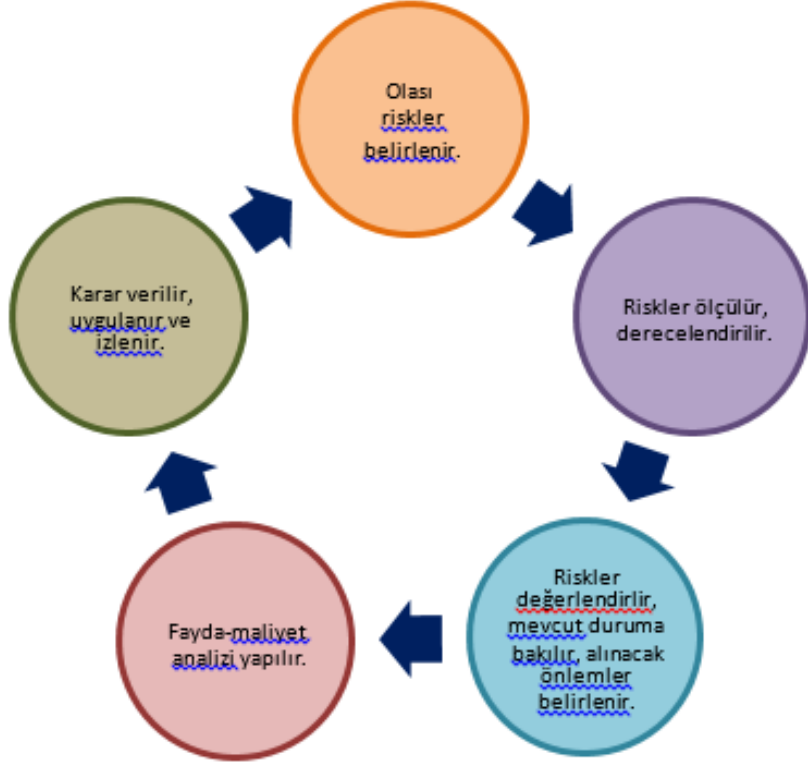 Olası
riskler
belirlenir.
Riskler ölçülür,
derecelendirilir.
Riskler
değerlendirlir,
mevcut duruma
bakılır, alınacak
önlemler
belirlenir.
Fayda-maliyet
analizi yapılır.
Karar verilir,
uygulanır ve
izlenir.